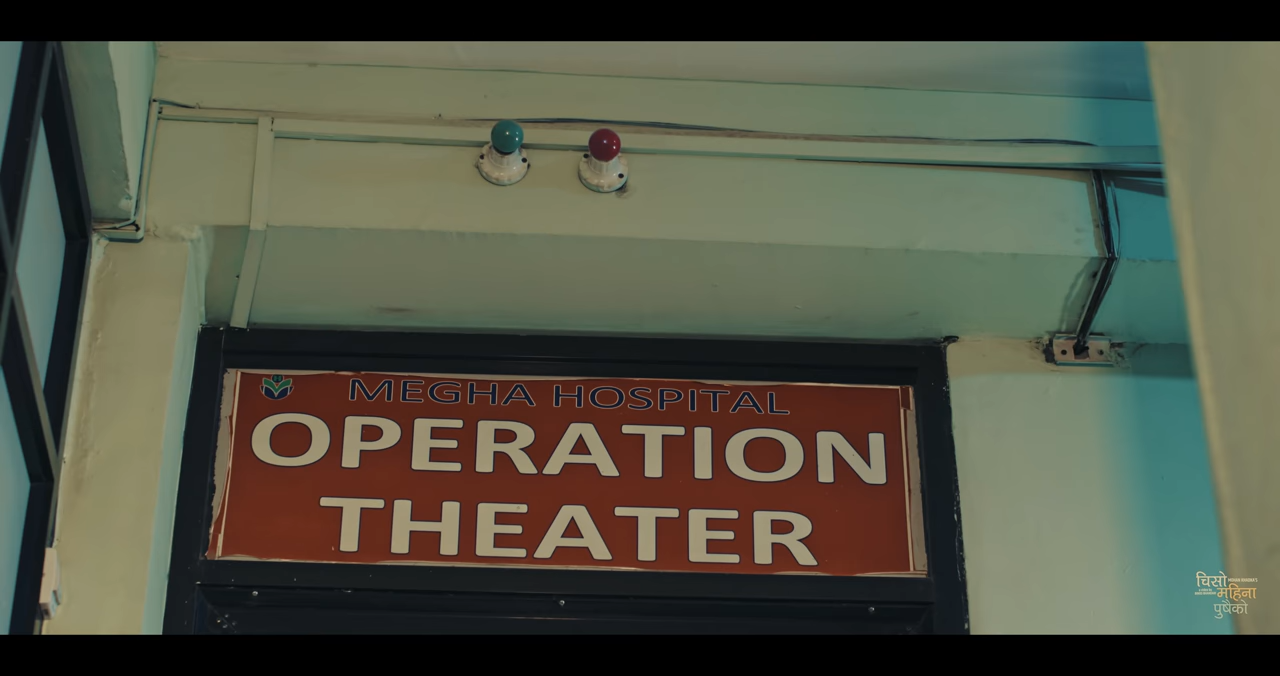 MEGHA HOSPITAL
OPERATION
THEATER
चिसो
महिना
पुषैको